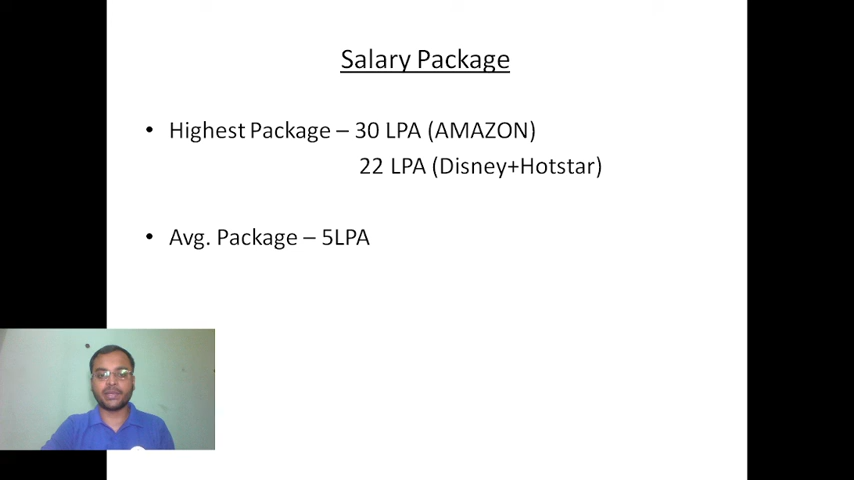 Salary Package
• Highest Package – 30 LPA (AMAZON)
22 LPA (Disney+Hotstar)
• Avg. Package – 5LPA